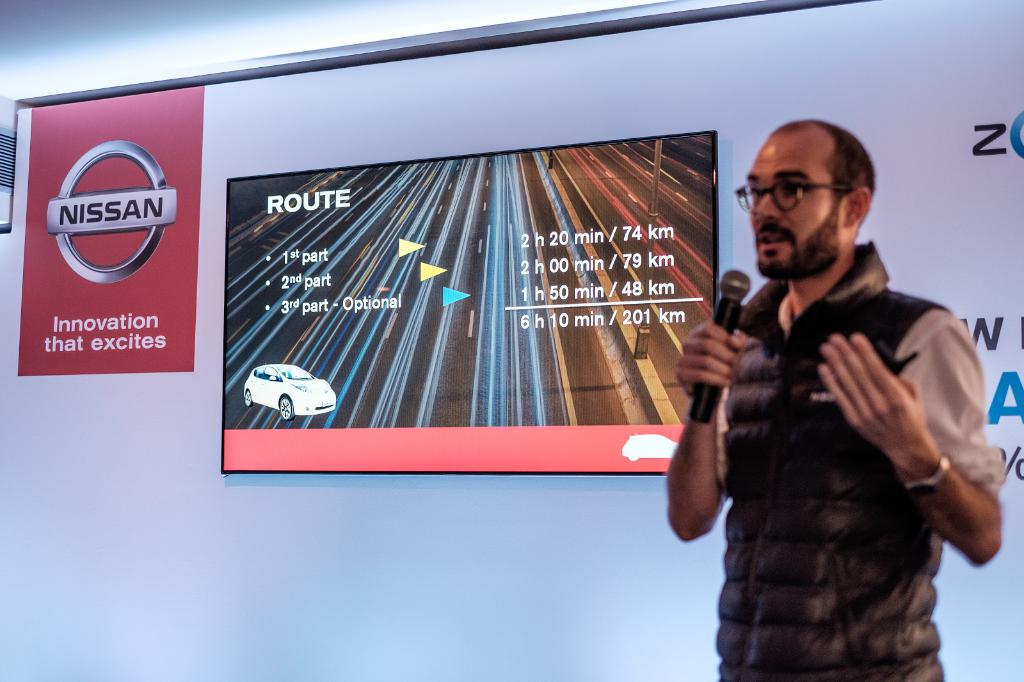 NISSAN
Innovation
that excites
ROUTE
• 1st part
• 2nd part
• 3rd part - Optional
2 h 20 min / 74 km
2 h 00 min / 79 km
1 h 50 min / 48 km
6 h 10 min / 201 km
Z
W
A
%